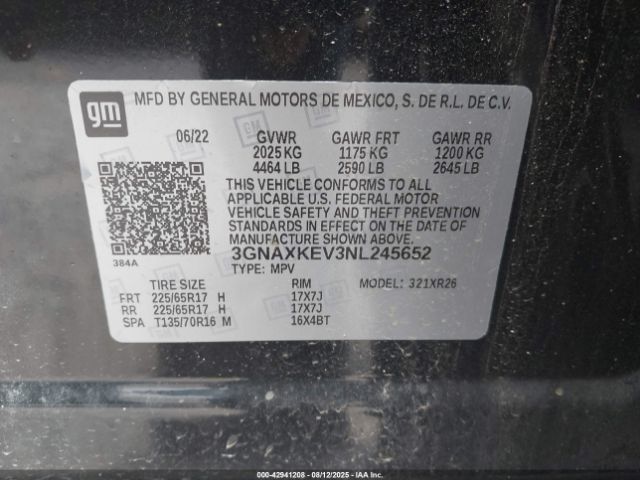 gm
MFD BY GENERAL MOTORS DE MEXICO, S. DE R.L. DE C.V.
06/22 GVWR GAWR FRT GAWR RR
2025 KG 1175 KG 1200 KG
4464 LB 2590 LB 2645 LB
THIS VEHICLE CONFORMS TO ALL
APPLICABLE U.S. FEDERAL MOTOR
VEHICLE SAFETY AND THEFT PREVENTION
STANDARDS IN EFFECT ON THE DATE OF
MANUFACTURE SHOWN ABOVE.
384A
3GNAXKEV3NL245652
TYPE: MPV
TIRE SIZE RIM MODEL: 321XR26
FRT 225/65R17 H 17X7J
RR 225/65R17 H 17X7J
SPA T135/70R16 M 16X4BT
000-42941208 - 08/12/2025 - IAAI.COM